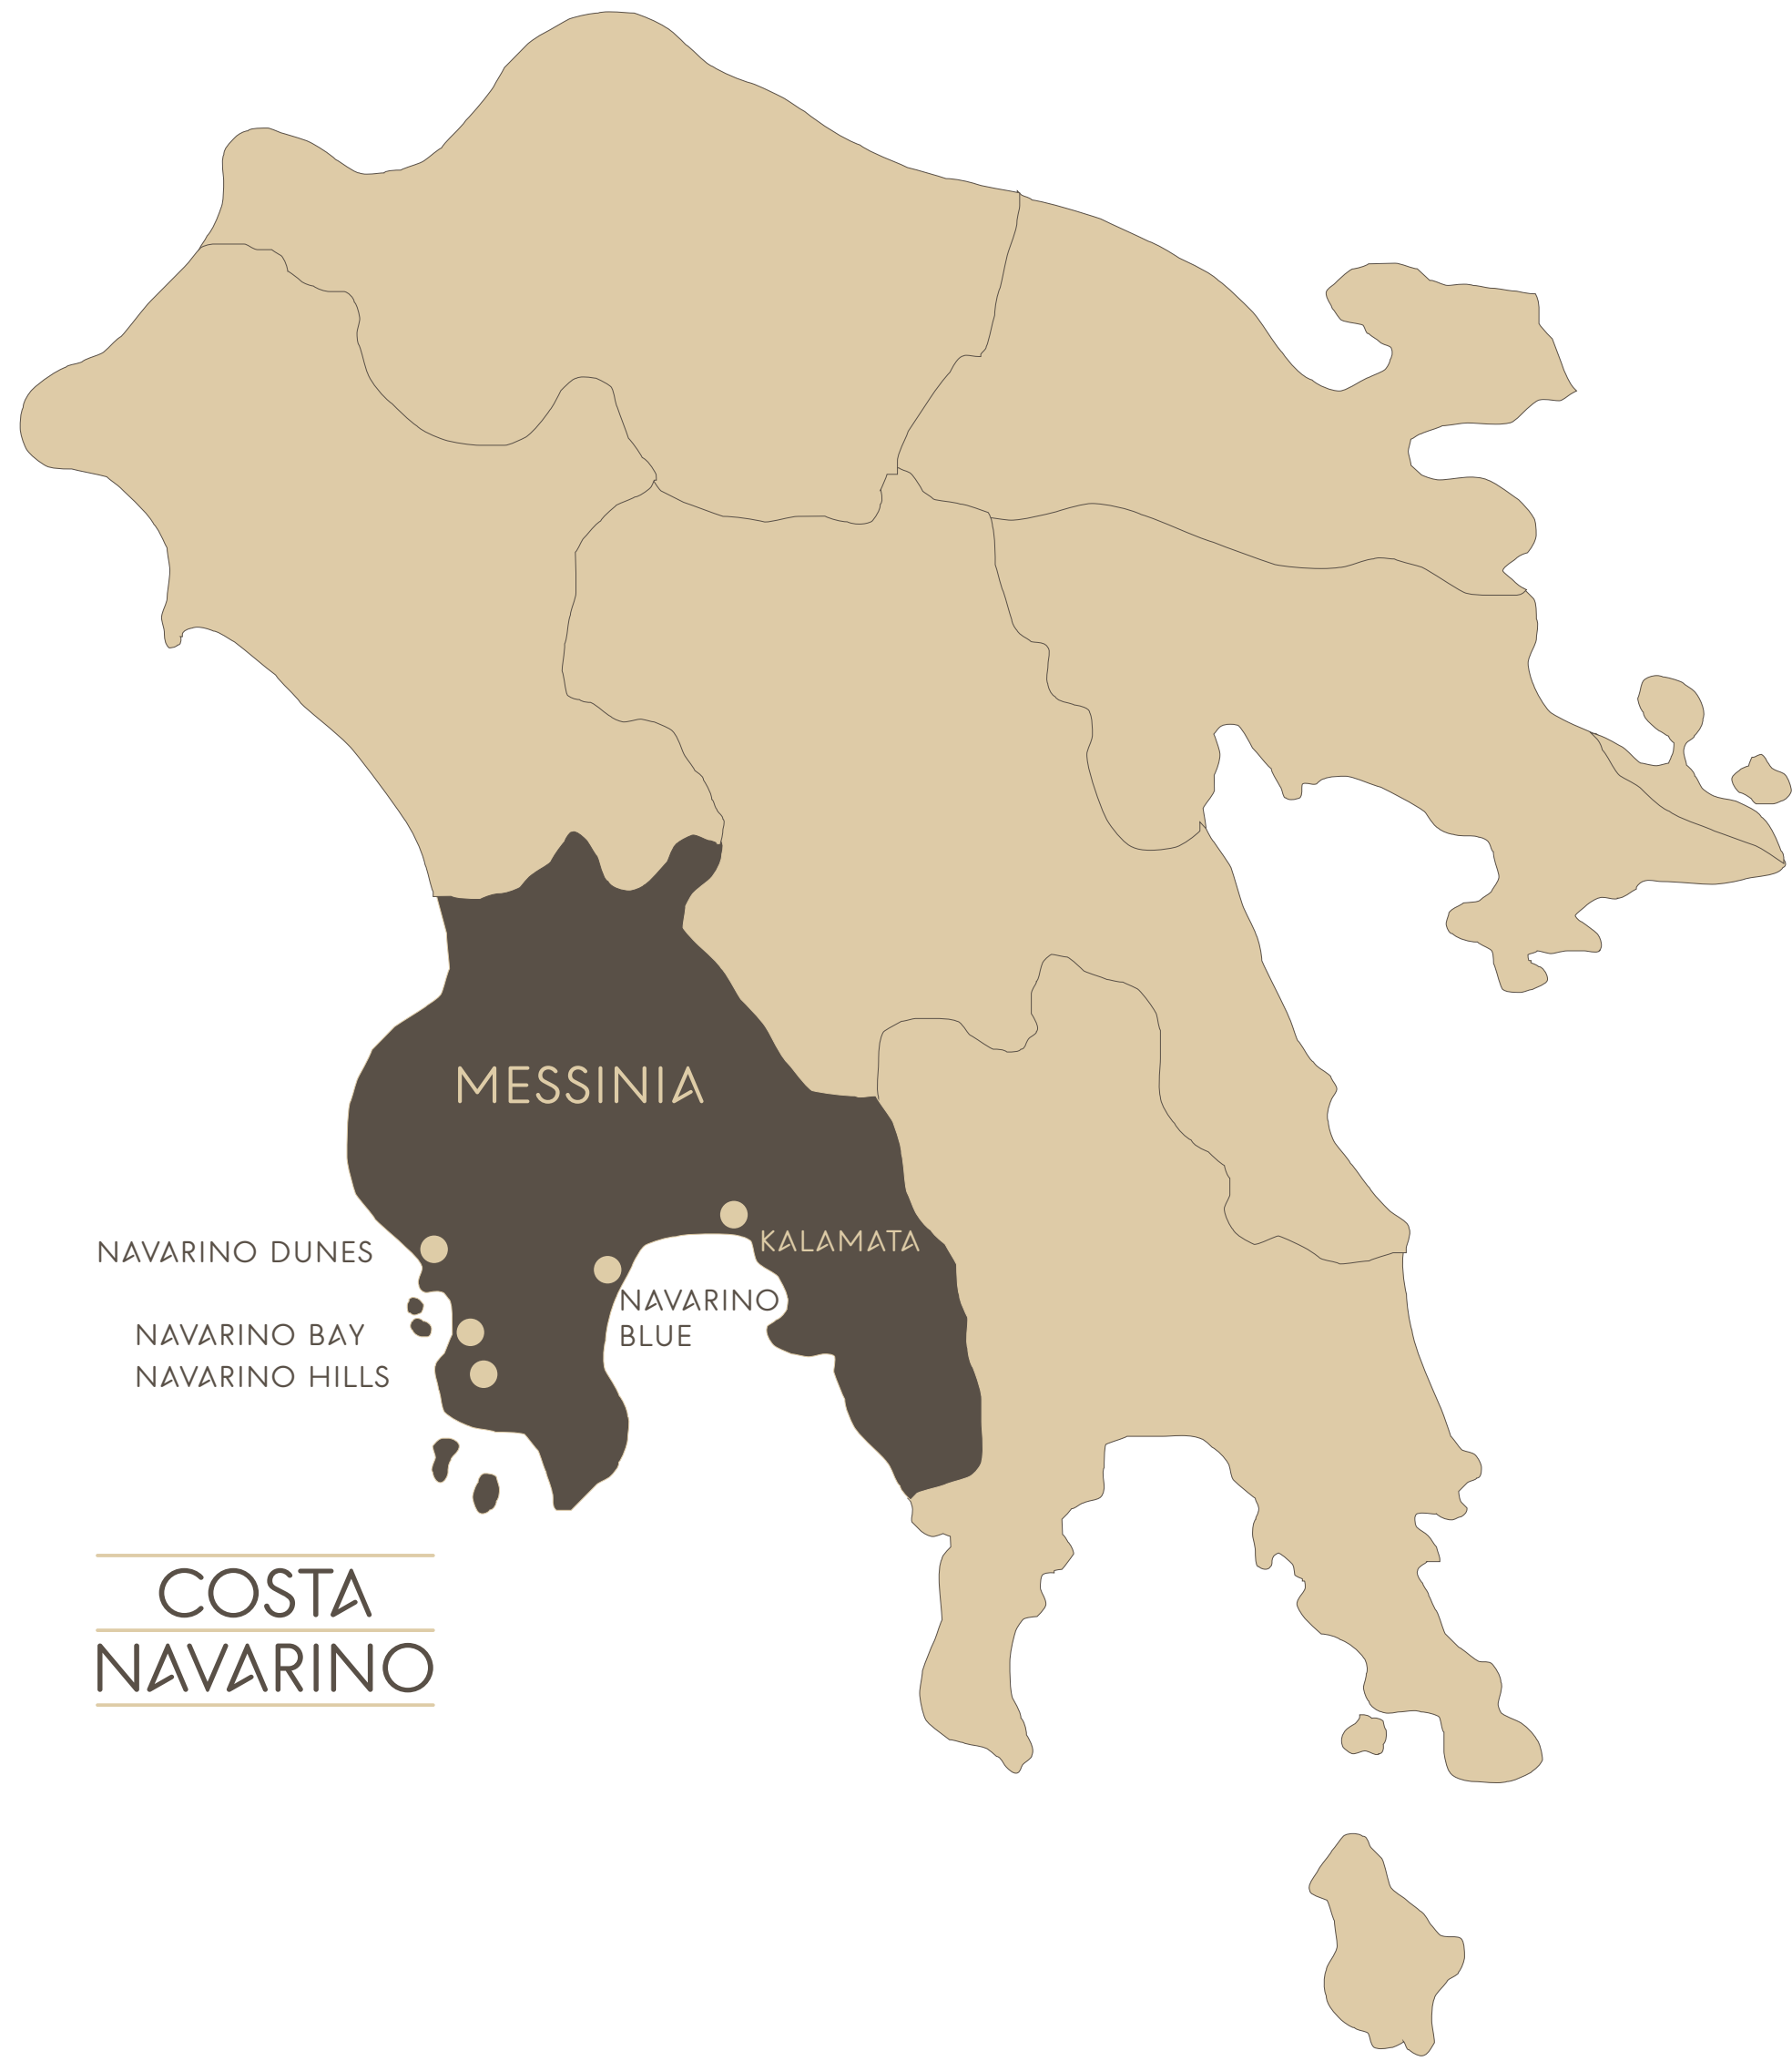 MESSINIA
KALAMATA
NAVARINO DUNES
NAVARINO
BLUE
NAVARINO BAY
NAVARINO HILLS
COSTA
NAVARINO